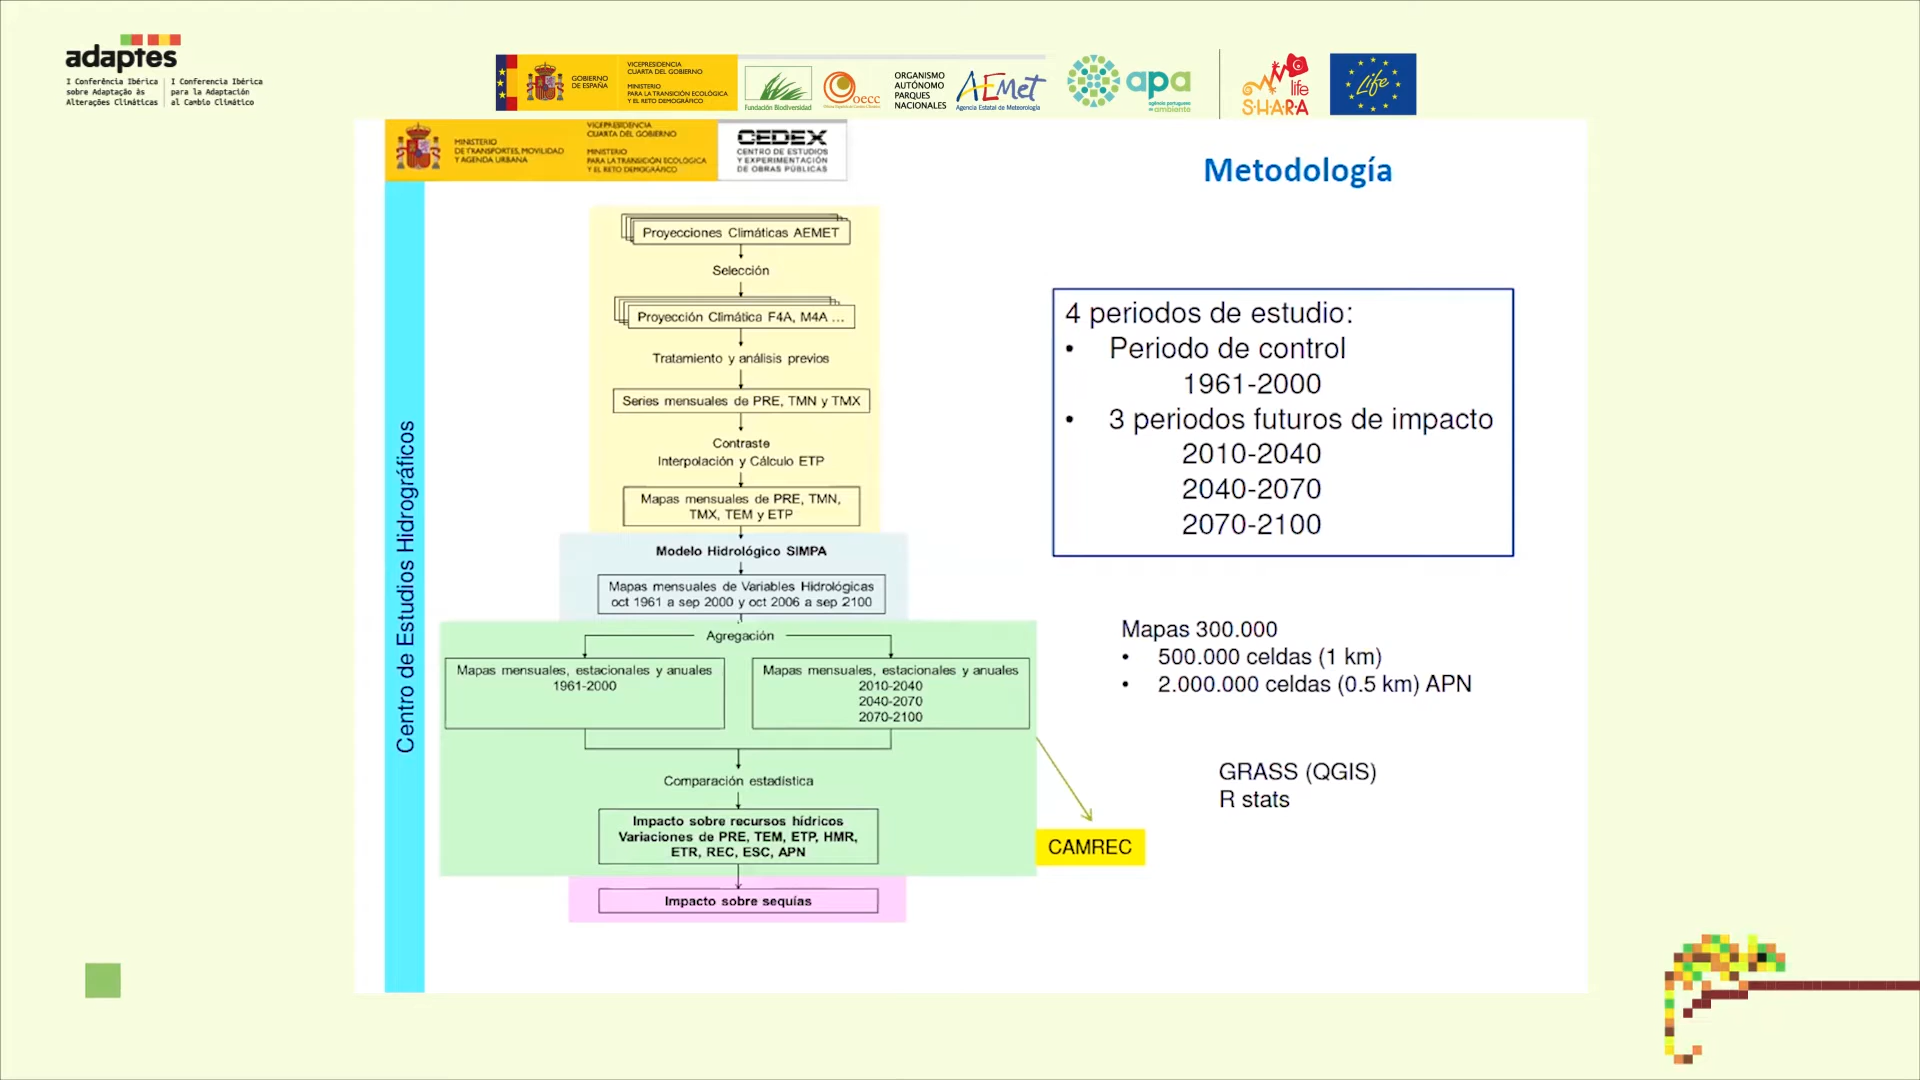 adaptes
I Conferência Ibérica
sobre Adaptação às
Alterações Climáticas
I Conferencia Ibérica
para la Adaptación
al Cambio Climático
GOBIERNO
DE ESPAÑA
VICEPRESIDENCIA
CUARTA DEL GOBIERNO
MINISTERIO
PARA LA TRANSICIÓN ECOLÓGICA
Y EL RETO DEMOGRÁFICO
Fundación Biodiversidad
oecc
ORGANISMO
AUTÓNOMO
PARQUES
NACIONALES
AEMet
Agencia Estatal de Meteorología
apa
agência portuguesa
do ambiente
life
SHARA
Life
MINISTERIO
DE TRANSPORTES, MOVILIDAD
Y AGENDA URBANA
VICEPRESIDENCIA
CUARTA DEL GOBIERNO
MINISTERIO
PARA LA TRANSICIÓN ECOLÓGICA
Y EL RETO DEMOGRÁFICO
CEDEX
CENTRO DE ESTUDIOS
Y EXPERIMENTACIÓN
DE OBRAS PÚBLICAS
Metodología
Centro de Estudios Hidrográficos
Proyecciones Climáticas AEMET
Selección
Proyección Climática F4A, M4A ...
Tratamiento y análisis previos
Series mensuales de PRE, TMN y TMX
Contraste
Interpolación y Cálculo ETP
Mapas mensuales de PRE, TMN,
TMX, TEM y ETP
Modelo Hidrológico SIMPA
Mapas mensuales de Variables Hidrológicas
oct 1961 a sep 2000 y oct 2006 a sep 2100
Agregación
Mapas mensuales, estacionales y anuales
1961-2000
Mapas mensuales, estacionales y anuales
2010-2040
2040-2070
2070-2100
Comparación estadística
Impacto sobre recursos hídricos
Variaciones de PRE, TEM, ETP, HMR,
ETR, REC, ESC, APN
Impacto sobre sequías
CAMREC
4 periodos de estudio:
• Periodo de control
1961-2000
• 3 periodos futuros de impacto
2010-2040
2040-2070
2070-2100
Mapas 300.000
• 500.000 celdas (1 km)
• 2.000.000 celdas (0.5 km) APN
GRASS (QGIS)
R stats